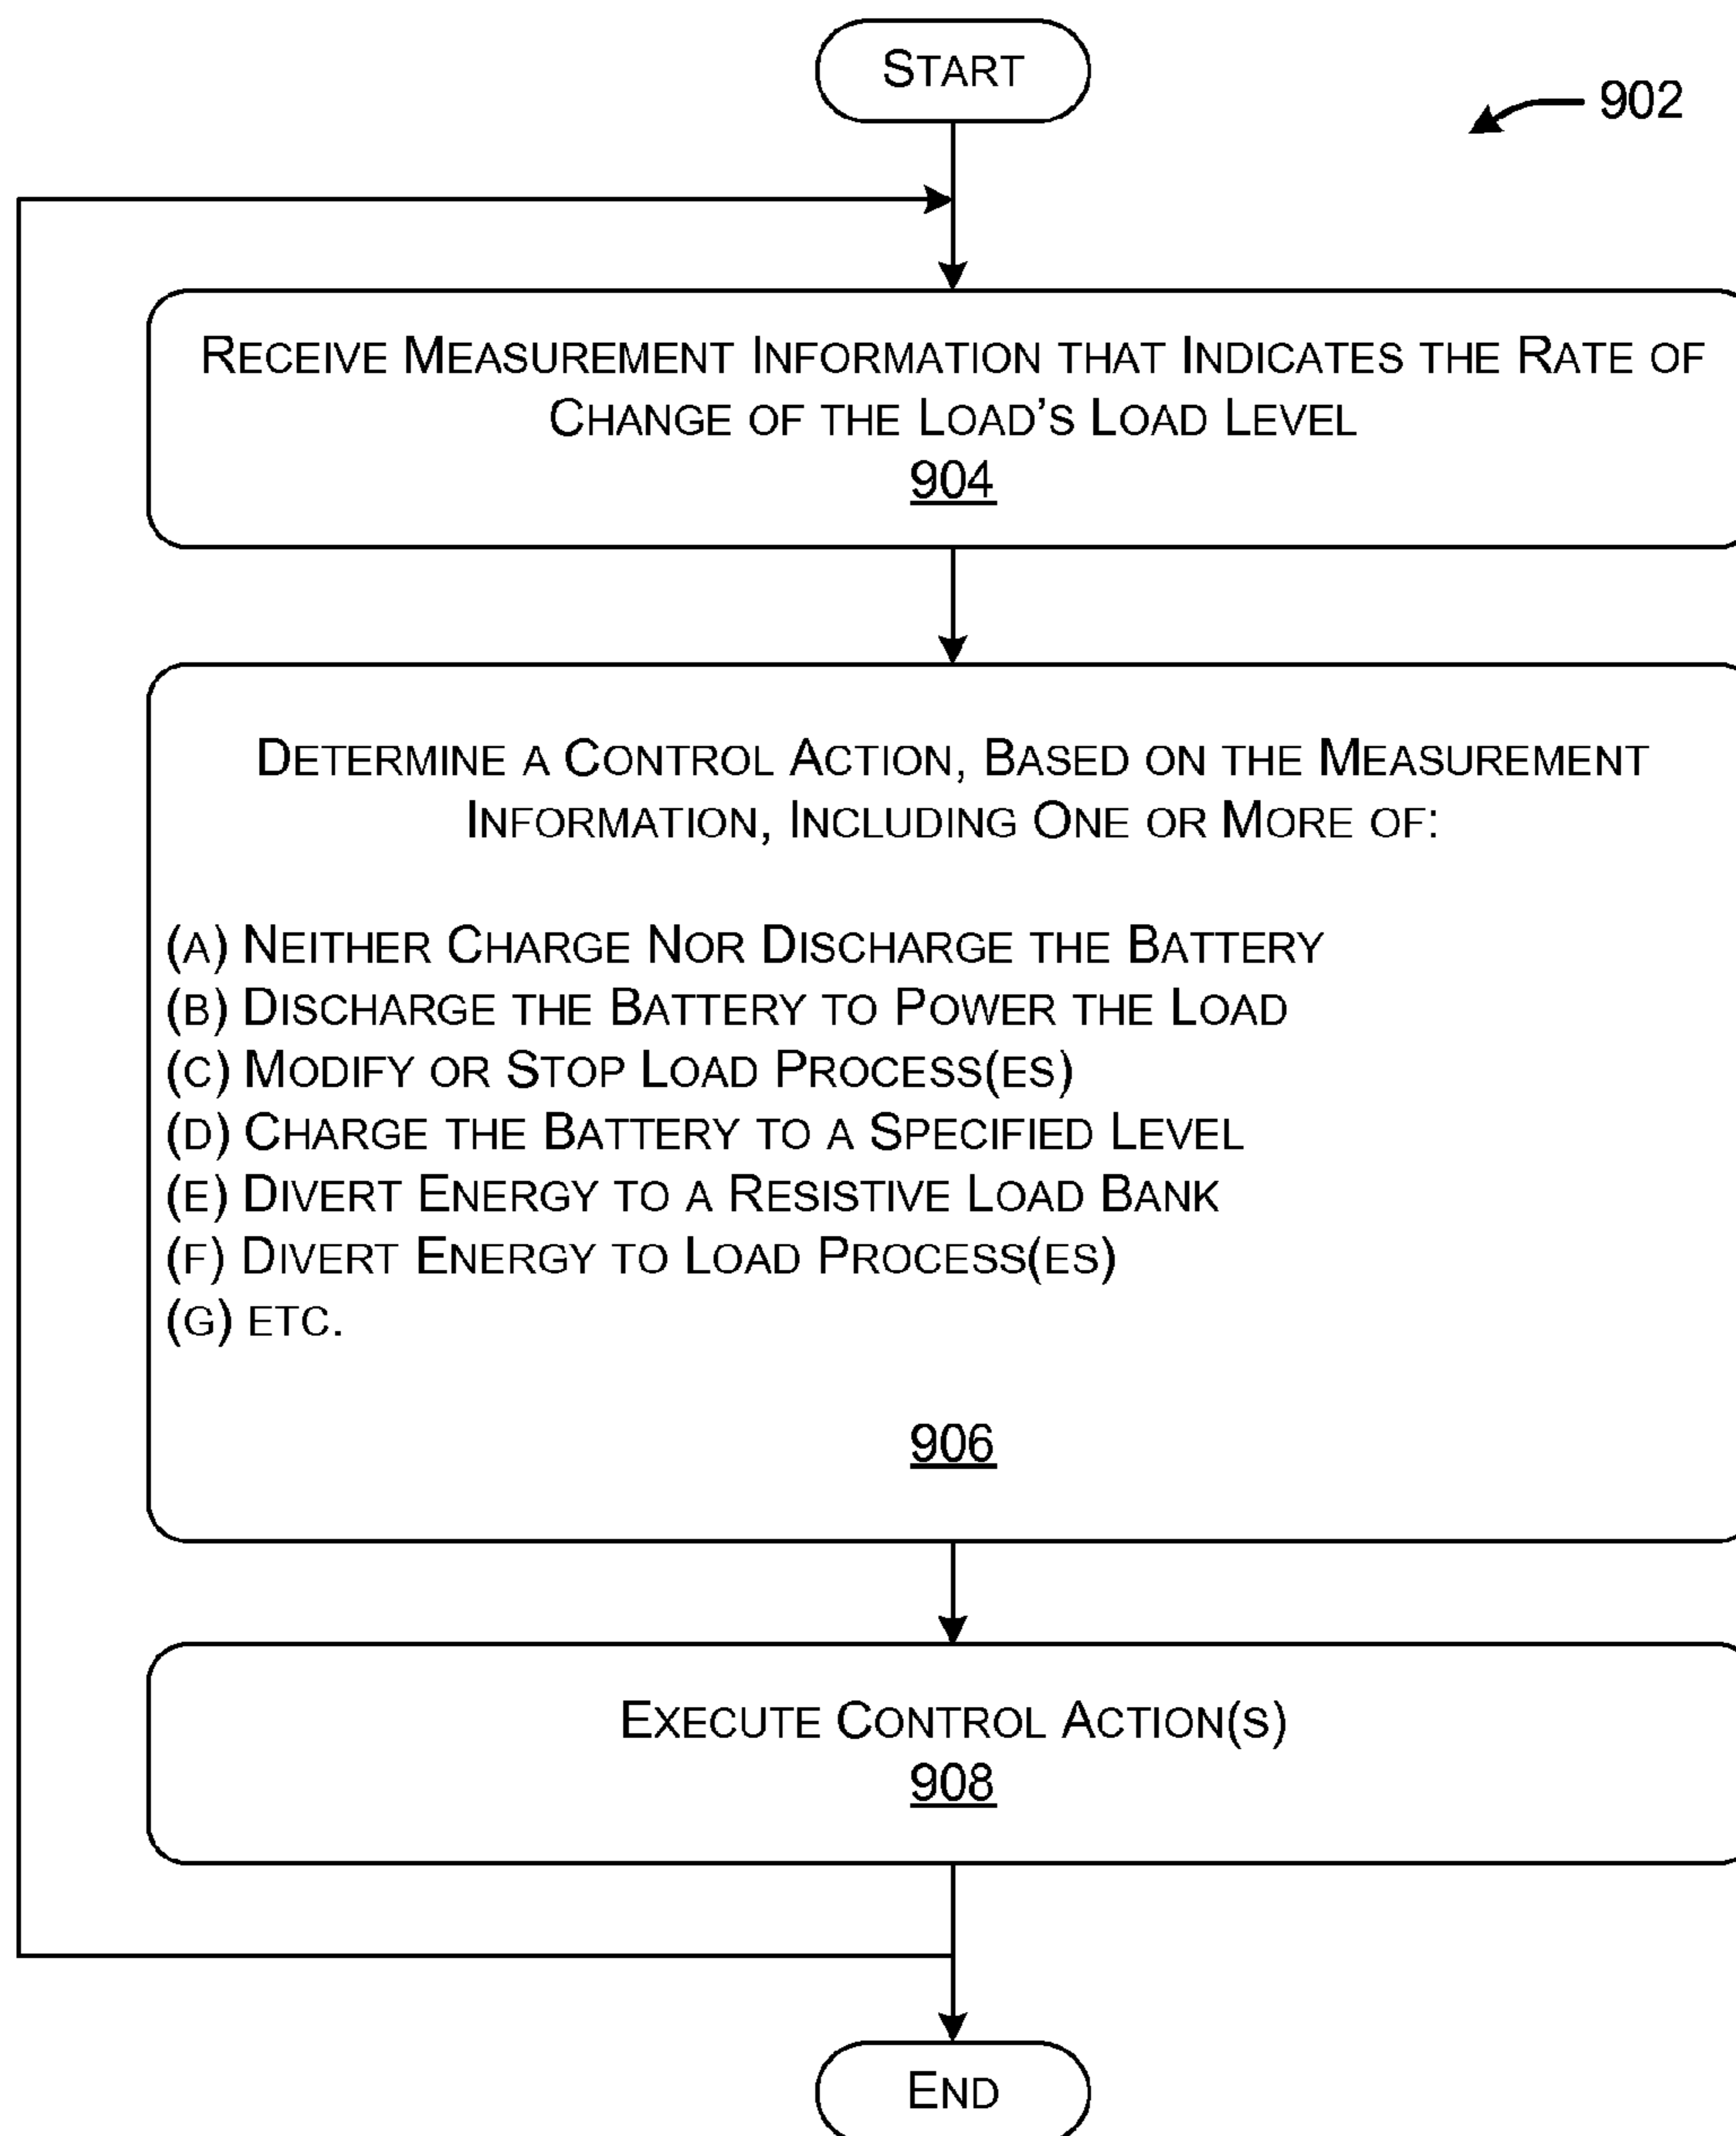 START
902
RECEIVE MEASUREMENT INFORMATION THAT INDICATES THE RATE OF
CHANGE OF THE LOAD'S LOAD LEVEL
904
DETERMINE A CONTROL ACTION, BASED ON THE MEASUREMENT
INFORMATION, INCLUDING ONE OR MORE OF:
(A) NEITHER CHARGE NOR DISCHARGE THE BATTERY
(B) DISCHARGE THE BATTERY TO POWER THE LOAD
(C) MODIFY OR STOP LOAD PROCESS(ES)
(D) CHARGE THE BATTERY TO A SPECIFIED LEVEL
(E) DIVERT ENERGY TO A RESISTIVE LOAD BANK
(F) DIVERT ENERGY TO LOAD PROCESS(ES)
(G) ETC.
906
EXECUTE CONTROL ACTION(S)
908
END